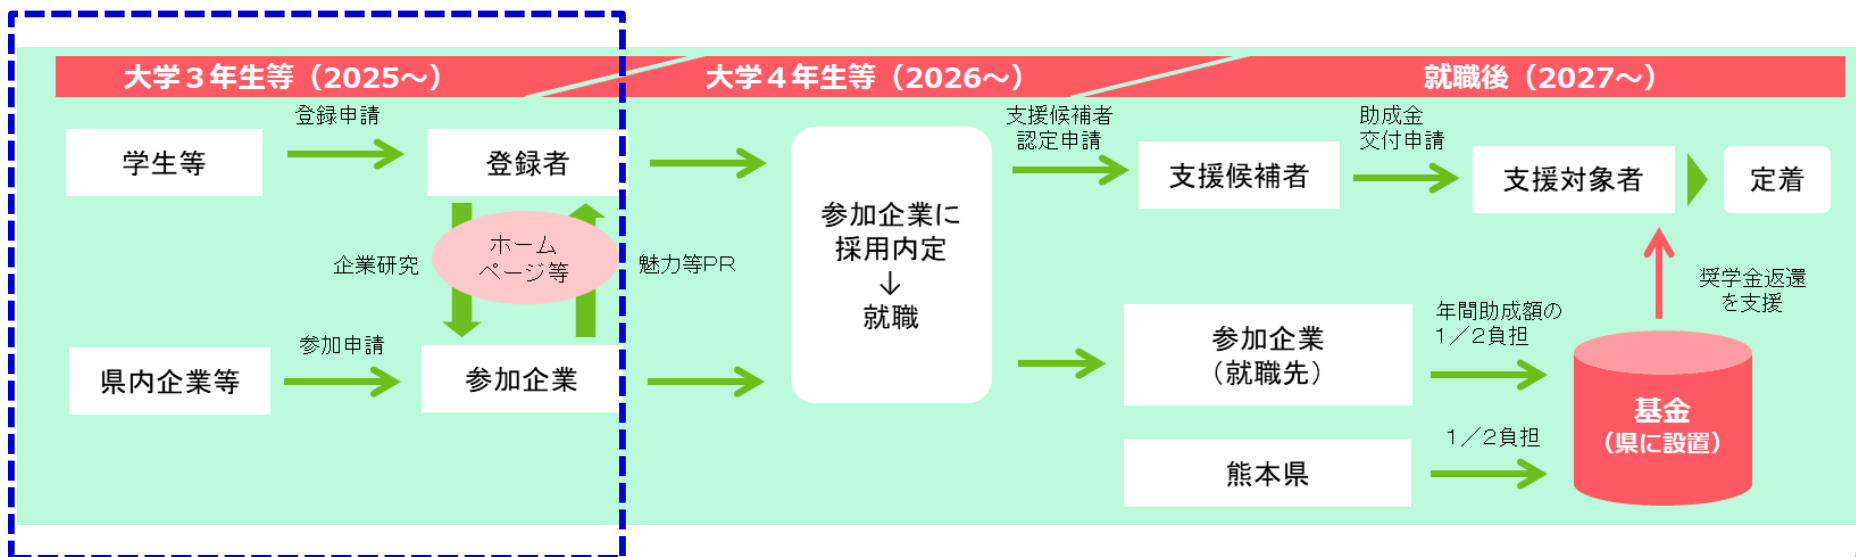 大学３年生等（2025～）
大学４年生等（2026～）
就職後（2027～）
登録申請
学生等
登録者
企業研究
ホーム
ページ等
魅力等PR
参加申請
県内企業等
参加企業
参加企業に
採用内定
↓
就職
支援候補者
認定申請
支援候補者
助成金
交付申請
支援対象者
定着
奨学金返還
を支援
参加企業
（就職先）
年間助成額の
１／２負担
熊本県
１／２負担
基金
（県に設置）